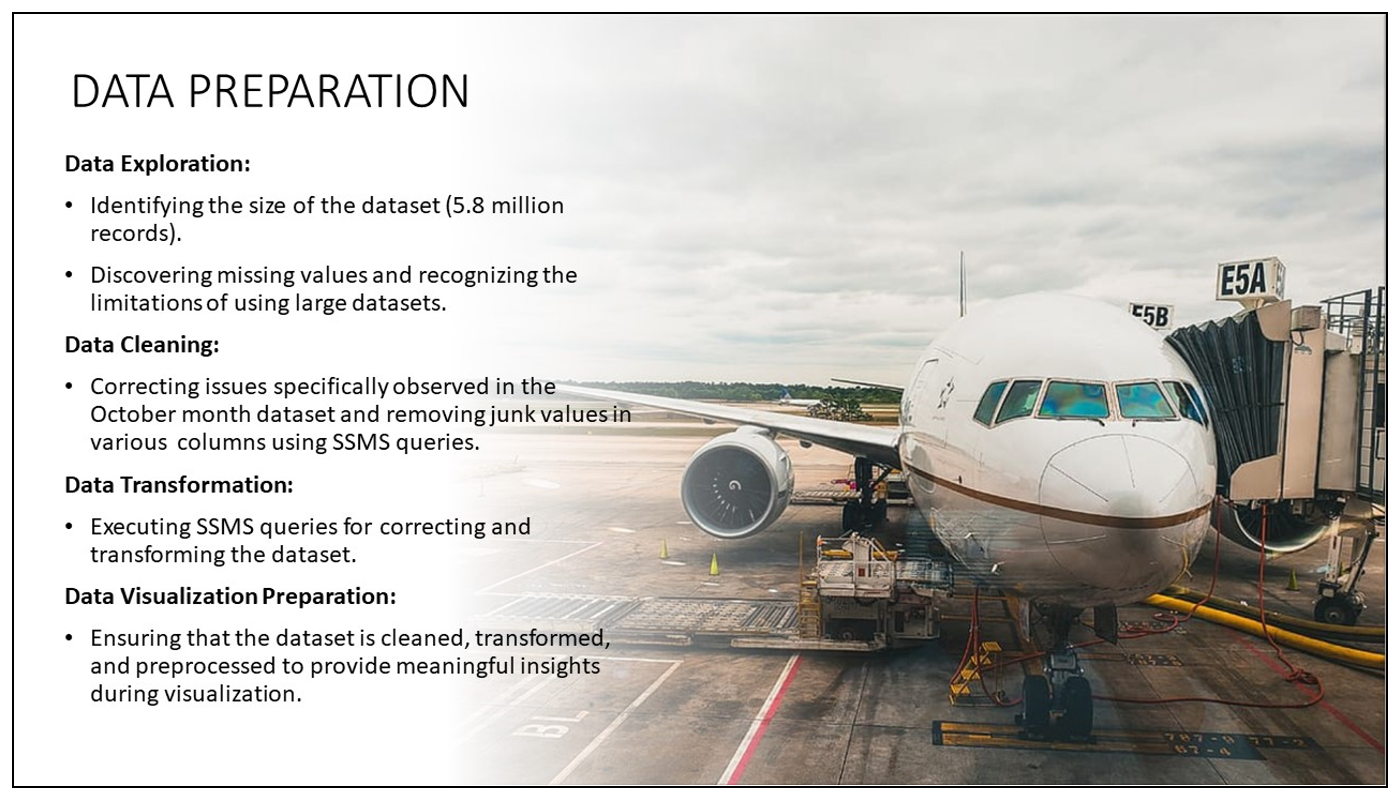 DATA PREPARATION
Data Exploration:
• Identifying the size of the dataset (5.8 million
records).
• Discovering missing values and recognizing the
limitations of using large datasets.
Data Cleaning:
• Correcting issues specifically observed in the
October month dataset and removing junk values in
various columns using SSMS queries.
Data Transformation:
• Executing SSMS queries for correcting and
transforming the dataset.
Data Visualization Preparation:
• Ensuring that the dataset is cleaned, transformed,
and preprocessed to provide meaningful insights
during visualization.
E5A
E5B